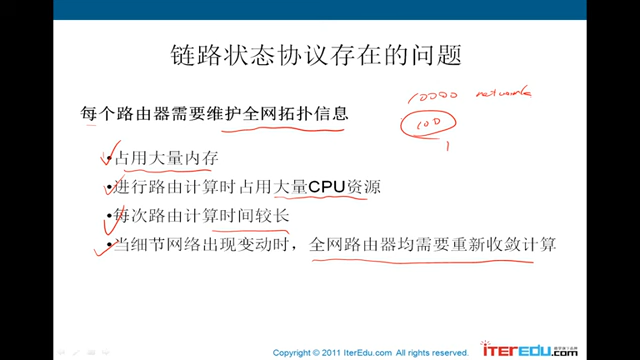 链路状态协议存在的问题
10000 networks
每个路由器需要维护全网拓扑信息
100
1
•占用大量内存
•进行路由计算时占用大量CPU资源
•每次路由计算时间较长
•当细节网络出现变动时，全网路由器均需要重新收敛计算
Copyright © 2011 IterEdu.com All rights reserved.
iTEREDU
.com